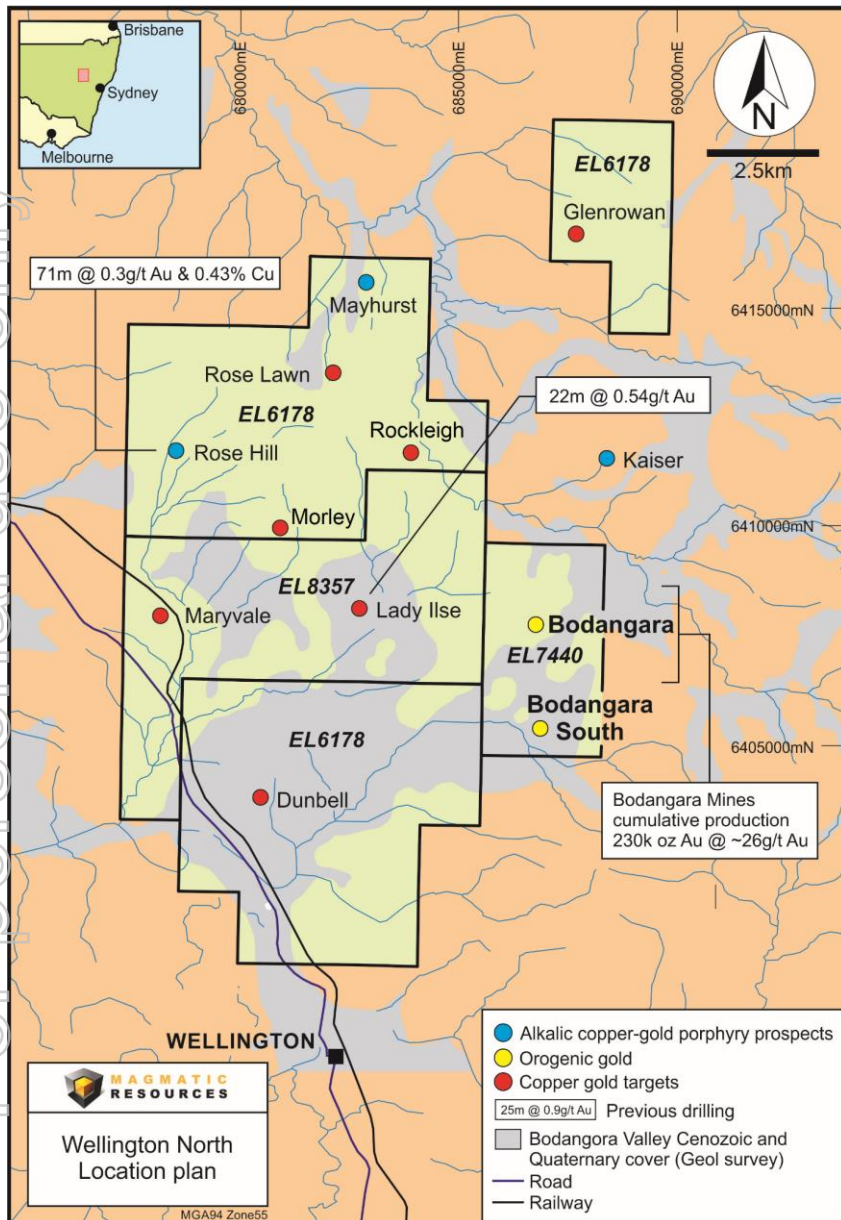 Brisbane
Sydney
Melbourne
680000mE
685000mE
690000mE
N
2.5km
EL6178
Glenrowan
71m @ 0.3g/t Au & 0.43% Cu
Mayhurst
6415000mN
Rose Lawn
22m @ 0.54g/t Au
EL6178
Rockleigh
Rose Hill
Kaiser
Morley
6410000mN
EL8357
Maryvale
Lady Ilse
Bodangara
EL7440
Bodangara
South
EL6178
6405000mN
Dunbell
Bodangara Mines
cumulative production
230k oz Au @ ~26g/t Au
WELLINGTON
Alkalic copper-gold porphyry prospects
Orogenic gold
Copper gold targets
25m @ 0.9g/t Au Previous drilling
Bodangora Valley Cenozoic and
Quaternary cover (Geol survey)
Road
Railway
MAGMATIC
RESOURCES
Wellington North
Location plan
MGA94 Zone55